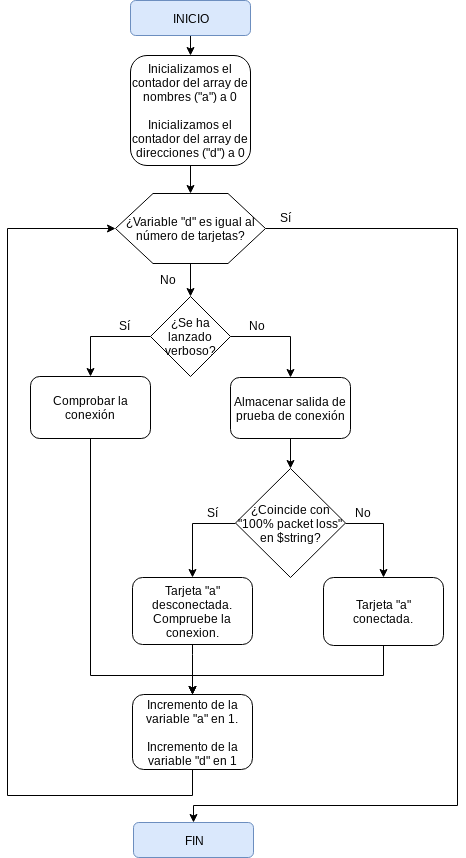 INICIO
Inicializamos el
contador del array de
nombres ("a") a 0
Inicializamos el
contador del array de
direcciones ("d") a 0
¿Variable "d" es igual al
número de tarjetas?
Sí
No
¿Se ha
lanzado
verboso?
Sí
No
Comprobar la
conexión
Almacenar salida de
prueba de conexión
¿Coincide con
"100% packet loss"
en $string?
Sí
No
Tarjeta "a"
desconectada.
Compruebe la
conexion.
Tarjeta "a"
conectada.
Incremento de la
variable "a" en 1.
Incremento de la
variable "d" en 1
FIN